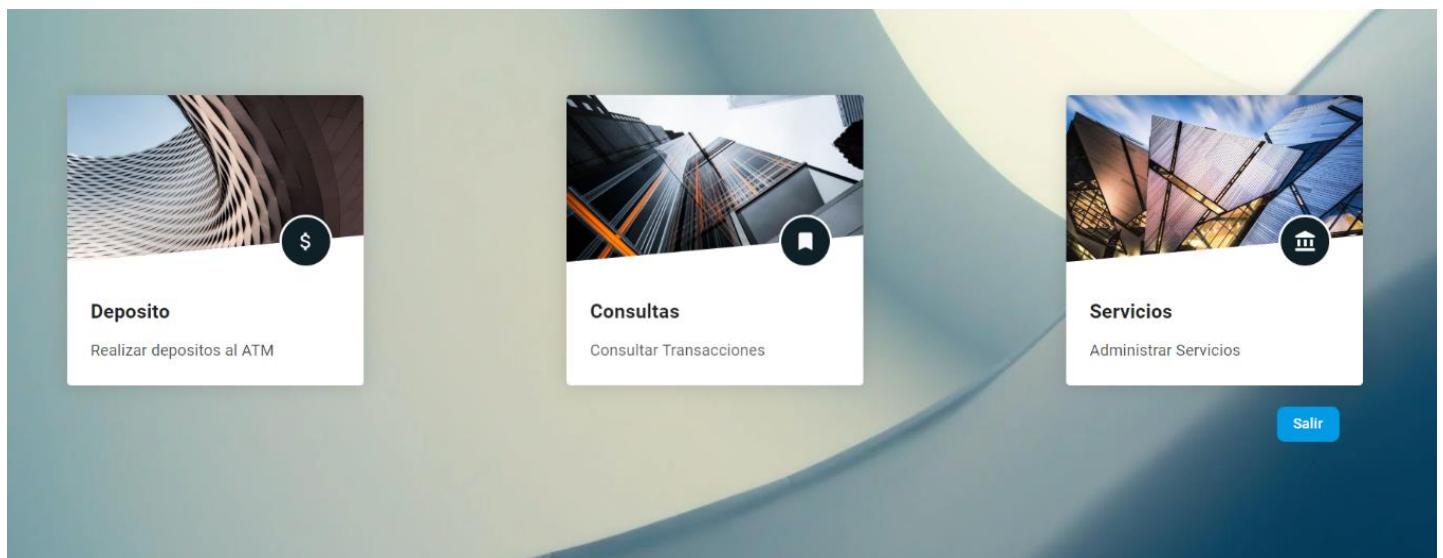 Deposito
Realizar depositos al ATM
Consultas
Consultar Transacciones
Servicios
Administrar Servicios
Salir